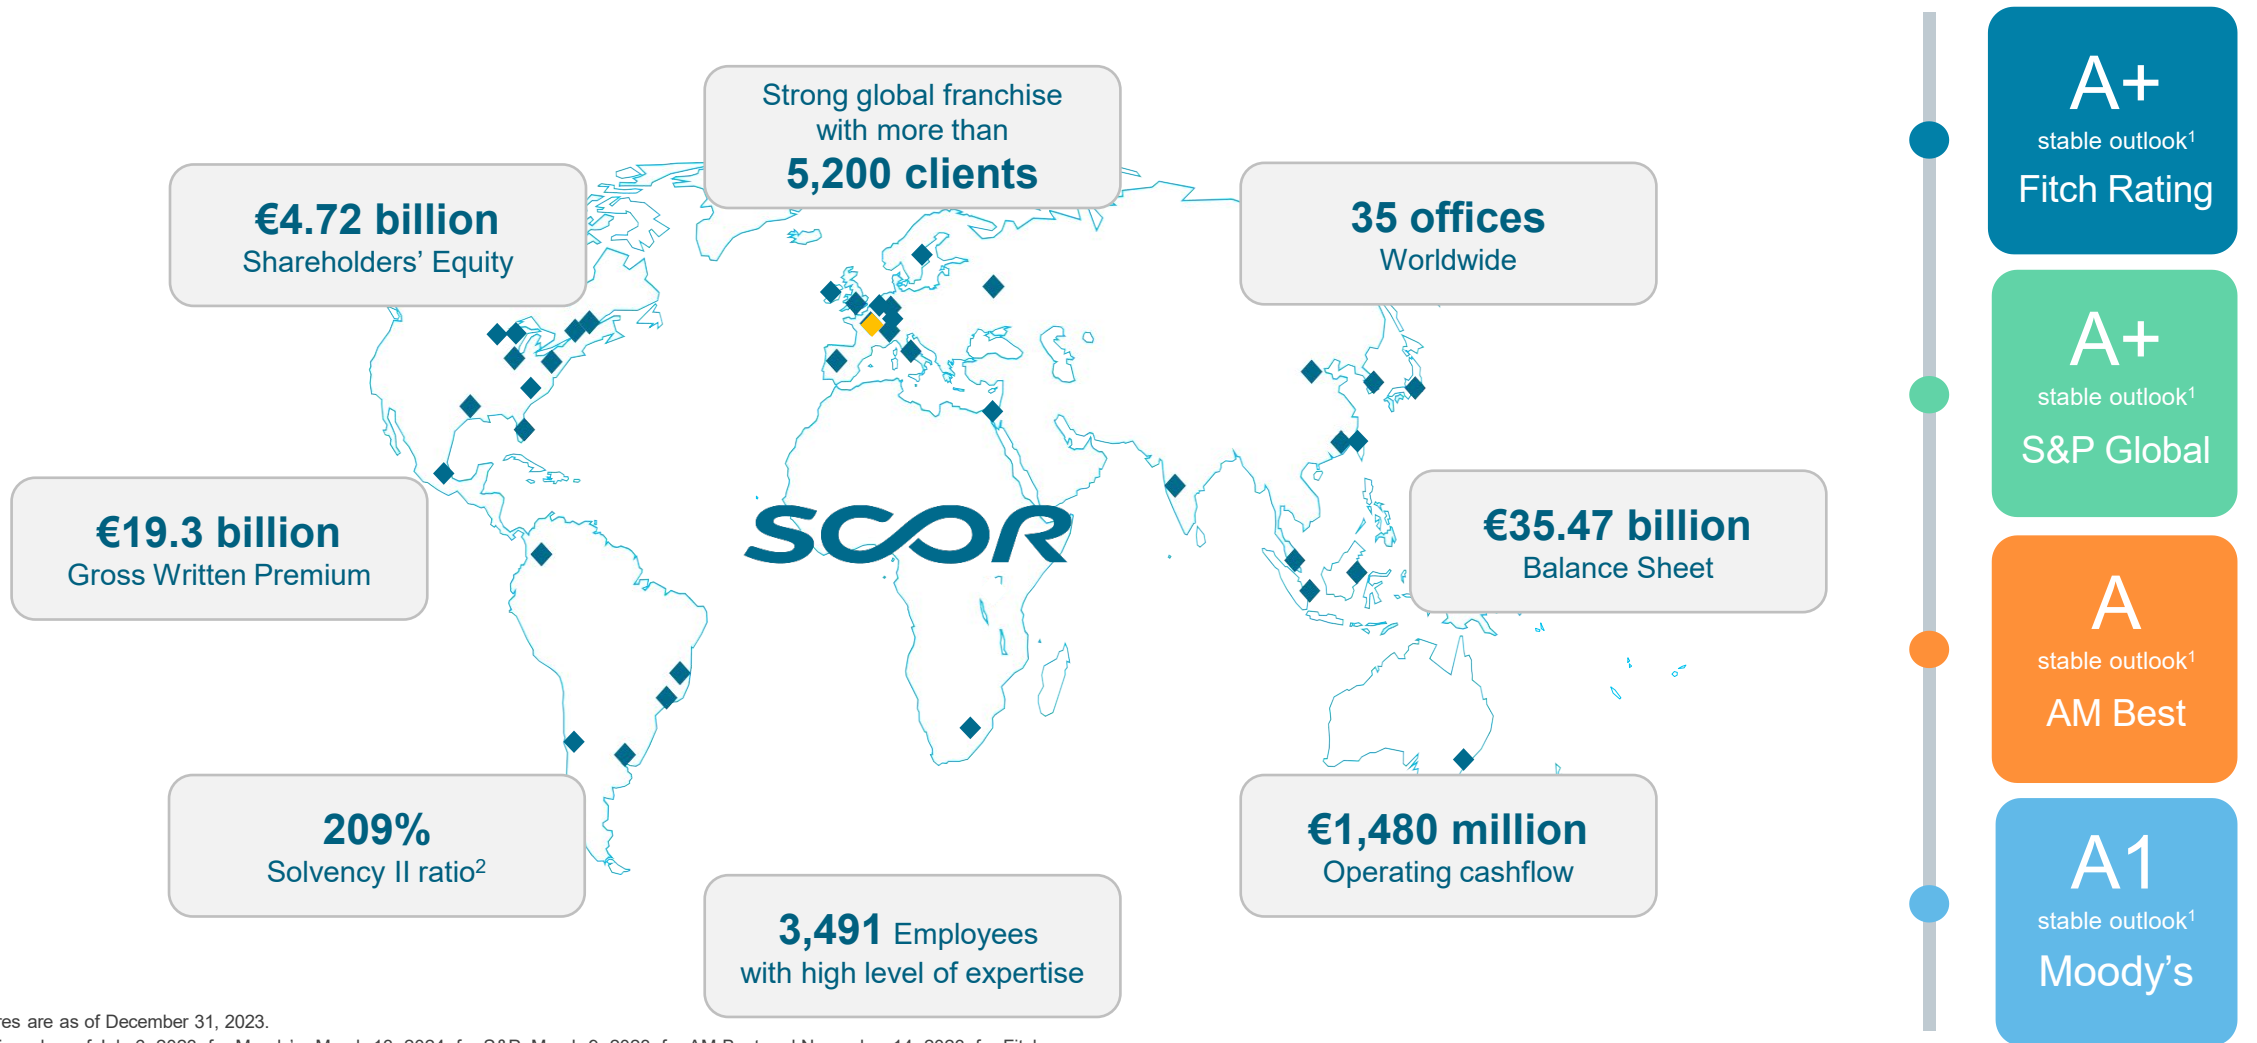 Strong global franchise
with more than
5,200 clients
€4.72 billion
Shareholders’ Equity
35 offices
Worldwide
€19.3 billion
Gross Written Premium
SCOR
€35.47 billion
Balance Sheet
209%
Solvency II ratio²
€1,480 million
Operating cashflow
3,491 Employees
with high level of expertise
A+
stable outlook¹
Fitch Rating
A+
stable outlook¹
S&P Global
A
stable outlook¹
AM Best
A1
stable outlook¹
Moody’s
are as of December 31, 2023.